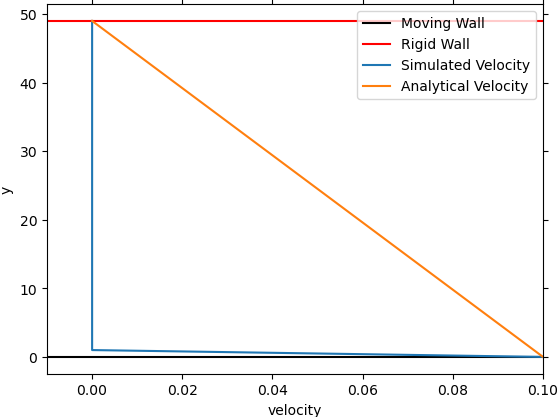 50
40
30
20
10
0
y
Moving Wall
Rigid Wall
Simulated Velocity
Analytical Velocity
0.00 0.02 0.04 0.06 0.08 0.10
velocity